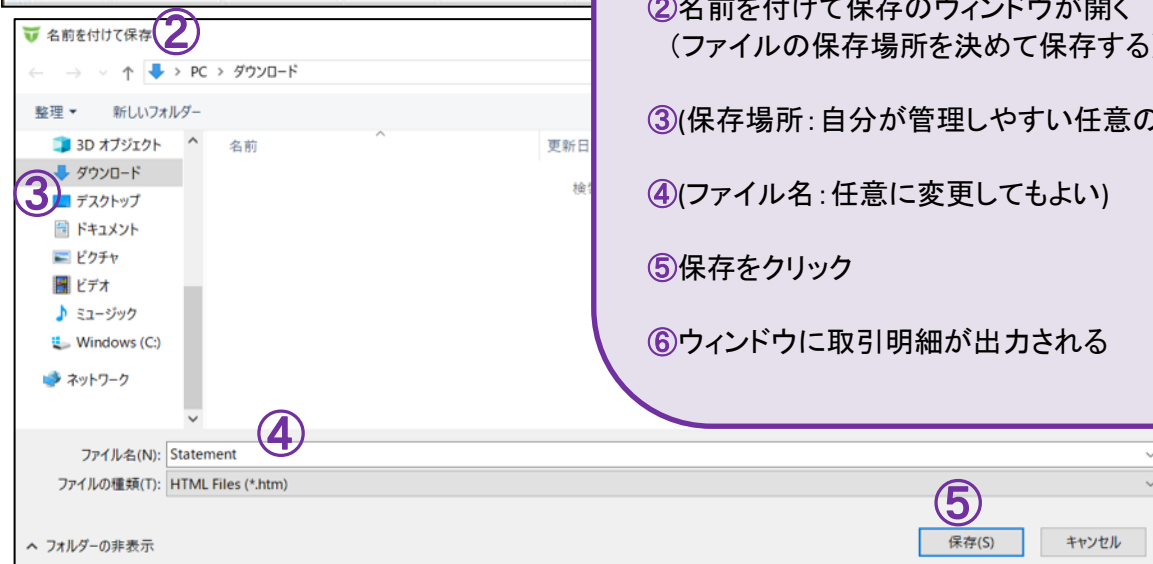 名前を付けて保存
②
PC > ダウンロード
整理
新しいフォルダー
3D オブジェクト
ダウンロード
③
デスクトップ
ドキュメント
ピクチャ
ビデオ
ミュージック
Windows (C:)
ネットワーク
名前
更新日
④
ファイル名(N): Statement
ファイルの種類(T): HTML Files (*.htm)
⑤
フォルダーの非表示
保存(S)
キャンセル
②名前を付けて保存のウィンドウが開く
（ファイルの保存場所を決めて保存する
③(保存場所：自分が管理しやすい任意の
④(ファイル名：任意に変更してもよい)
⑤保存をクリック
⑥ウィンドウに取引明細が出力される